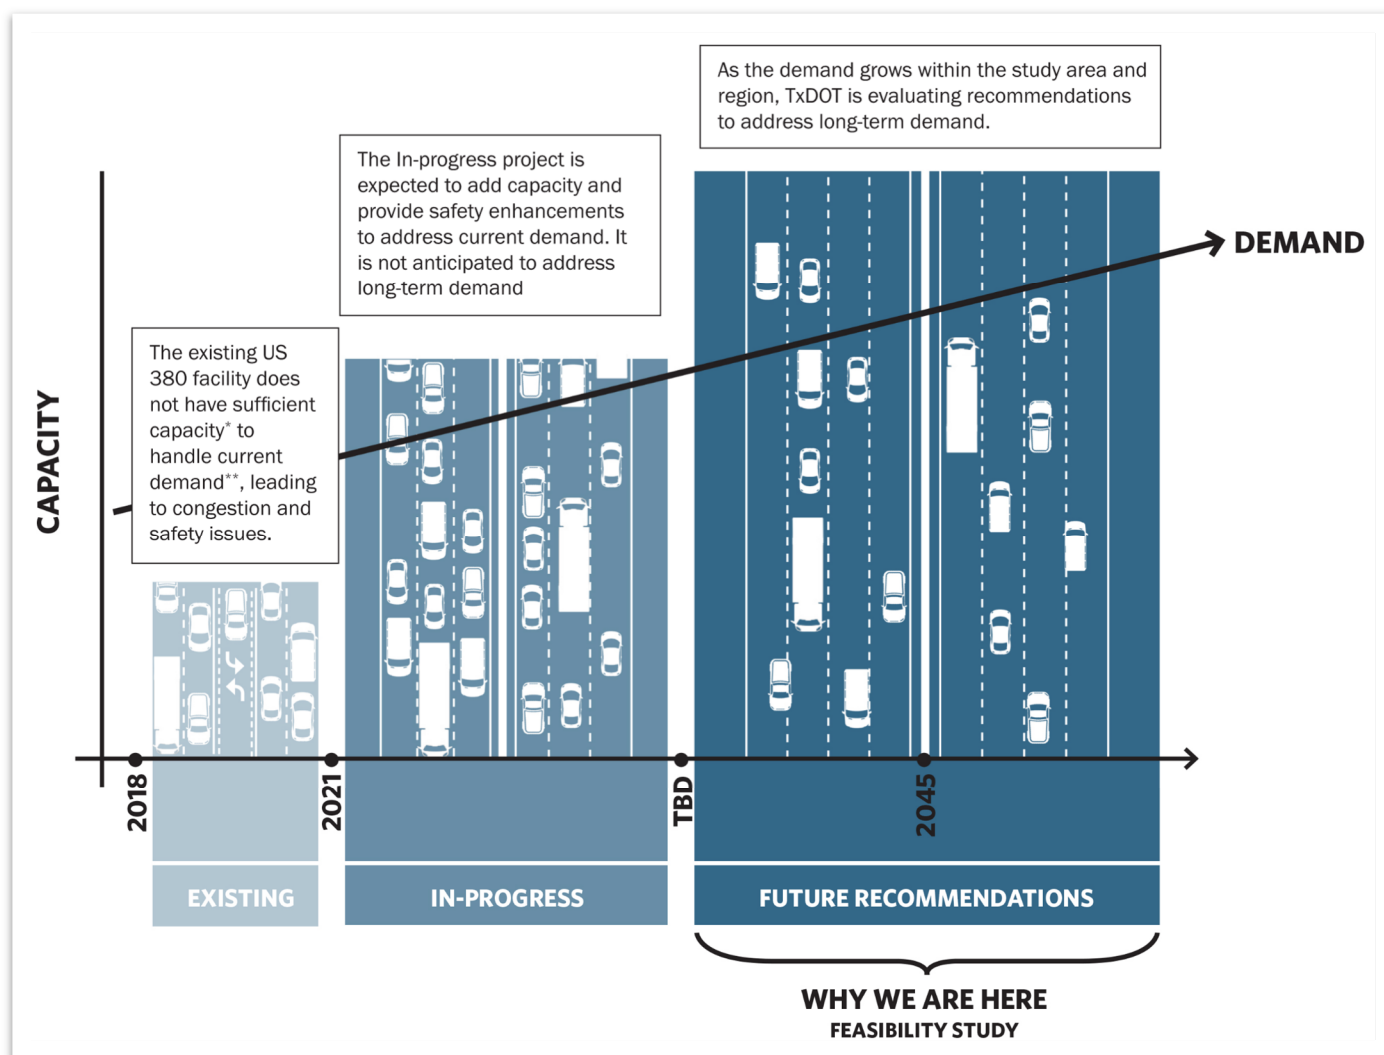 As the demand grows within the study area and
region, TxDOT is evaluating recommendations
to address long-term demand.
The In-progress project is
expected to add capacity and
provide safety enhancements
to address current demand. It
is not anticipated to address
long-term demand
DEMAND
The existing US
380 facility does
not have sufficient
capacity* to
handle current
demand**, leading
to congestion and
safety issues.
CAPACITY
2018
2021
TBD
2045
EXISTING
IN-PROGRESS
FUTURE RECOMMENDATIONS
WHY WE ARE HERE
FEASIBILITY STUDY